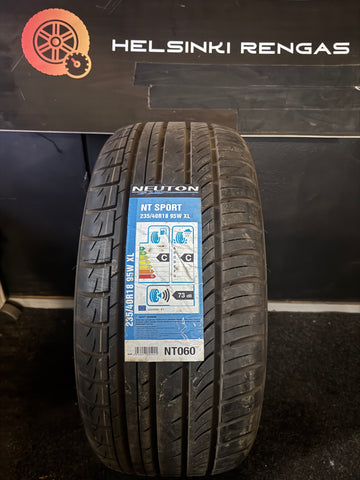 HELSINKI RENGAS
NEUTON
NT SPORT
235/40R18 95W XL
C
C
73 dB
235/40R18 95W XL
NT060